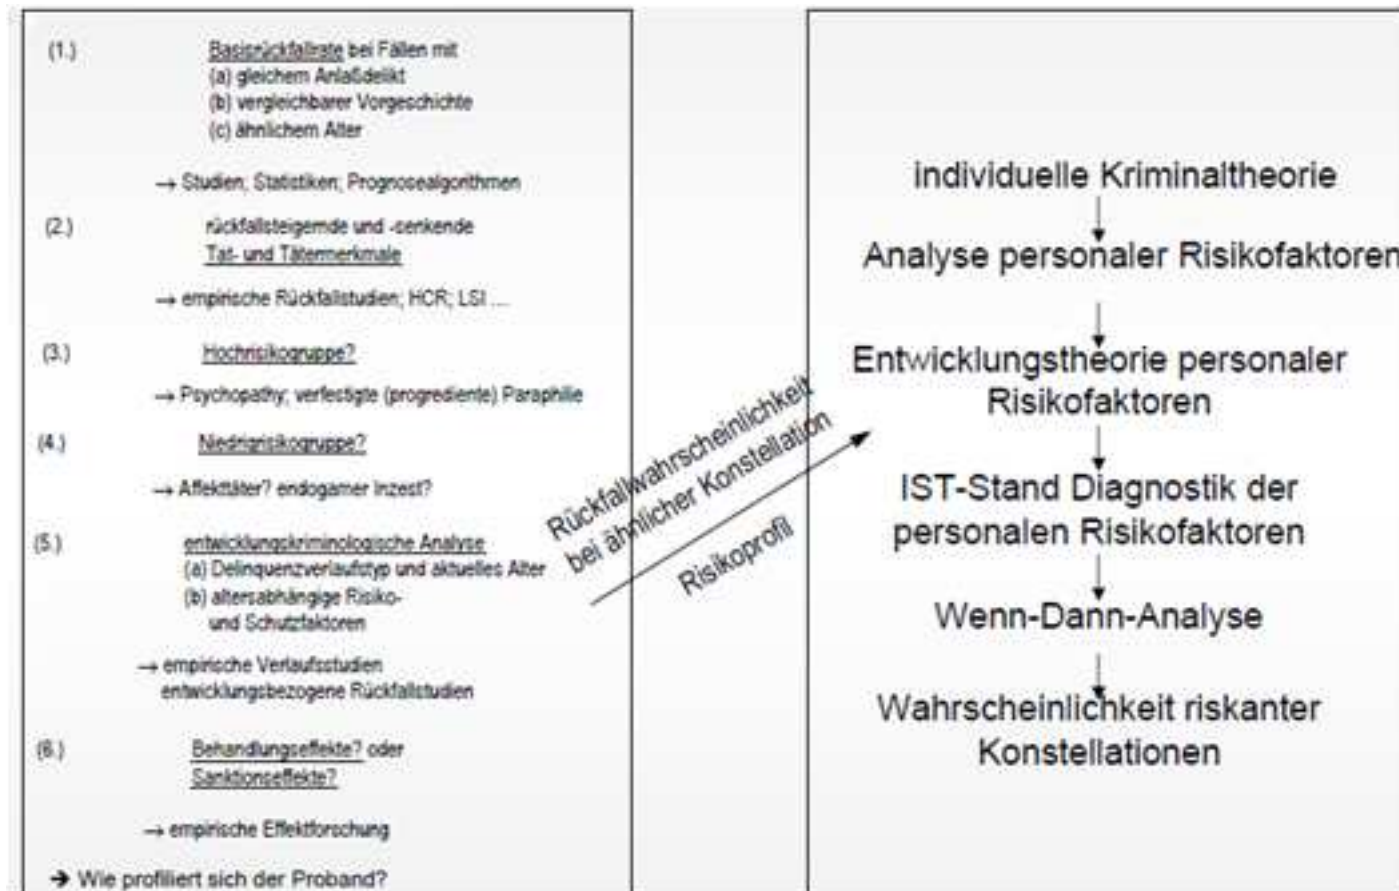 (1.) Basisrückfallrate bei Fällen mit
(a) gleichem Anlaßdelikt
(b) vergleichbarer Vorgeschichte
(c) ähnlichem Alter
→ Studien; Statistiken; Prognosealgorithmen
(2.) rückfallsteigernde und -senkende
Tat- und Tätermerkmale
→ empirische Rückfallstudien; HCR; LSI ...
(3.) Hochrisikogruppe?
→ Psychopathy; verfestigte (progrediente) Paraphilie
(4.) Niedrigrisikogruppe?
→ Affekttäter? endogamer Inzest?
(5.) entwicklungskriminologische Analyse
(a) Delinquenzverlaufstyp und aktuelles Alter
(b) altersabhängige Risiko-
und Schutzfaktoren
→ empirische Verlaufsstudien
entwicklungsbezogene Rückfallstudien
(6.) Behandlungseffekte? oder
Sanktionseffekte?
→ empirische Effektforschung
➔ Wie profiliert sich der Proband?
Rückfallwahrscheinlichkeit
bei ähnlicher Konstellation
Risikoprofil
individuelle Kriminaltheorie
Analyse personaler Risikofaktoren
Entwicklungstheorie personaler
Risikofaktoren
IST-Stand Diagnostik der
personalen Risikofaktoren
Wenn-Dann-Analyse
Wahrscheinlichkeit riskanter
Konstellationen